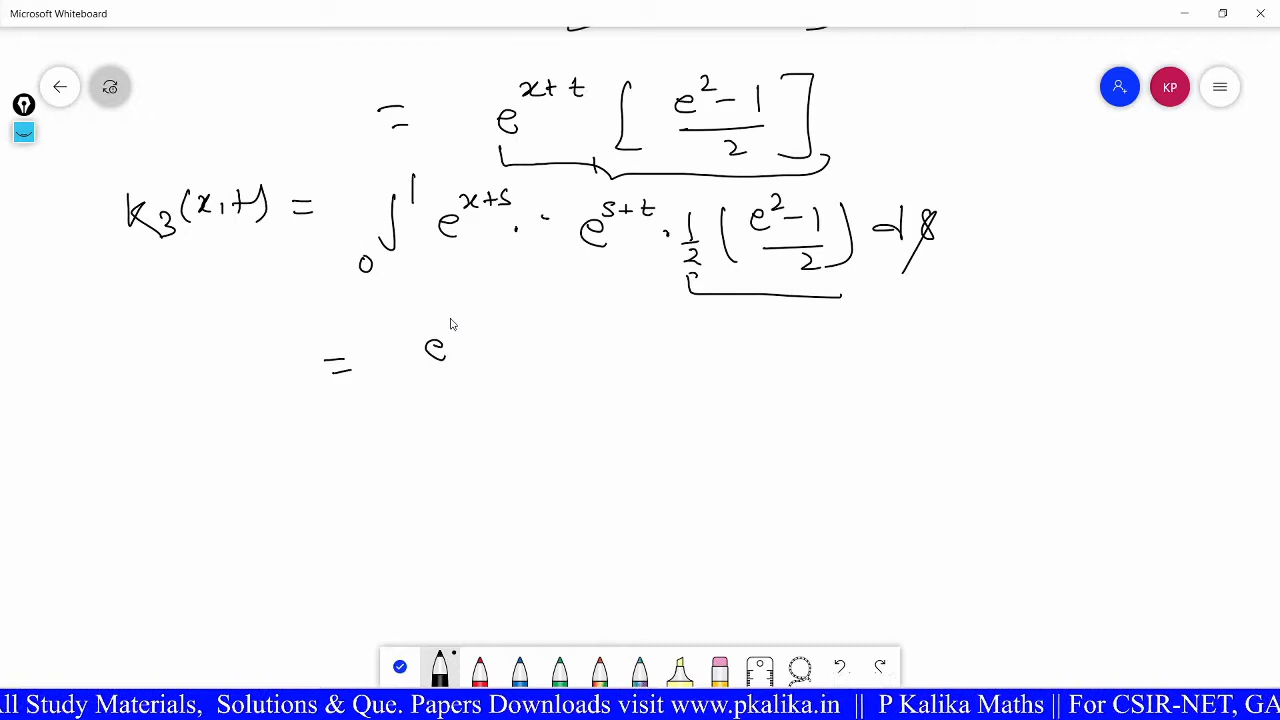 Microsoft Whiteboard
= e^{x+t} [ (e^2-1)/2 ]
KP
K_3(x,t) = ∫_0^1 e^{x+s} · · e^{s+t} · 1/2 ( (e^2-1)/2 ) ds
= e
All Study Materials, Solutions & Que. Papers Downloads visit www.pkalika.in || P Kalika Maths || For CSIR-NET, GA